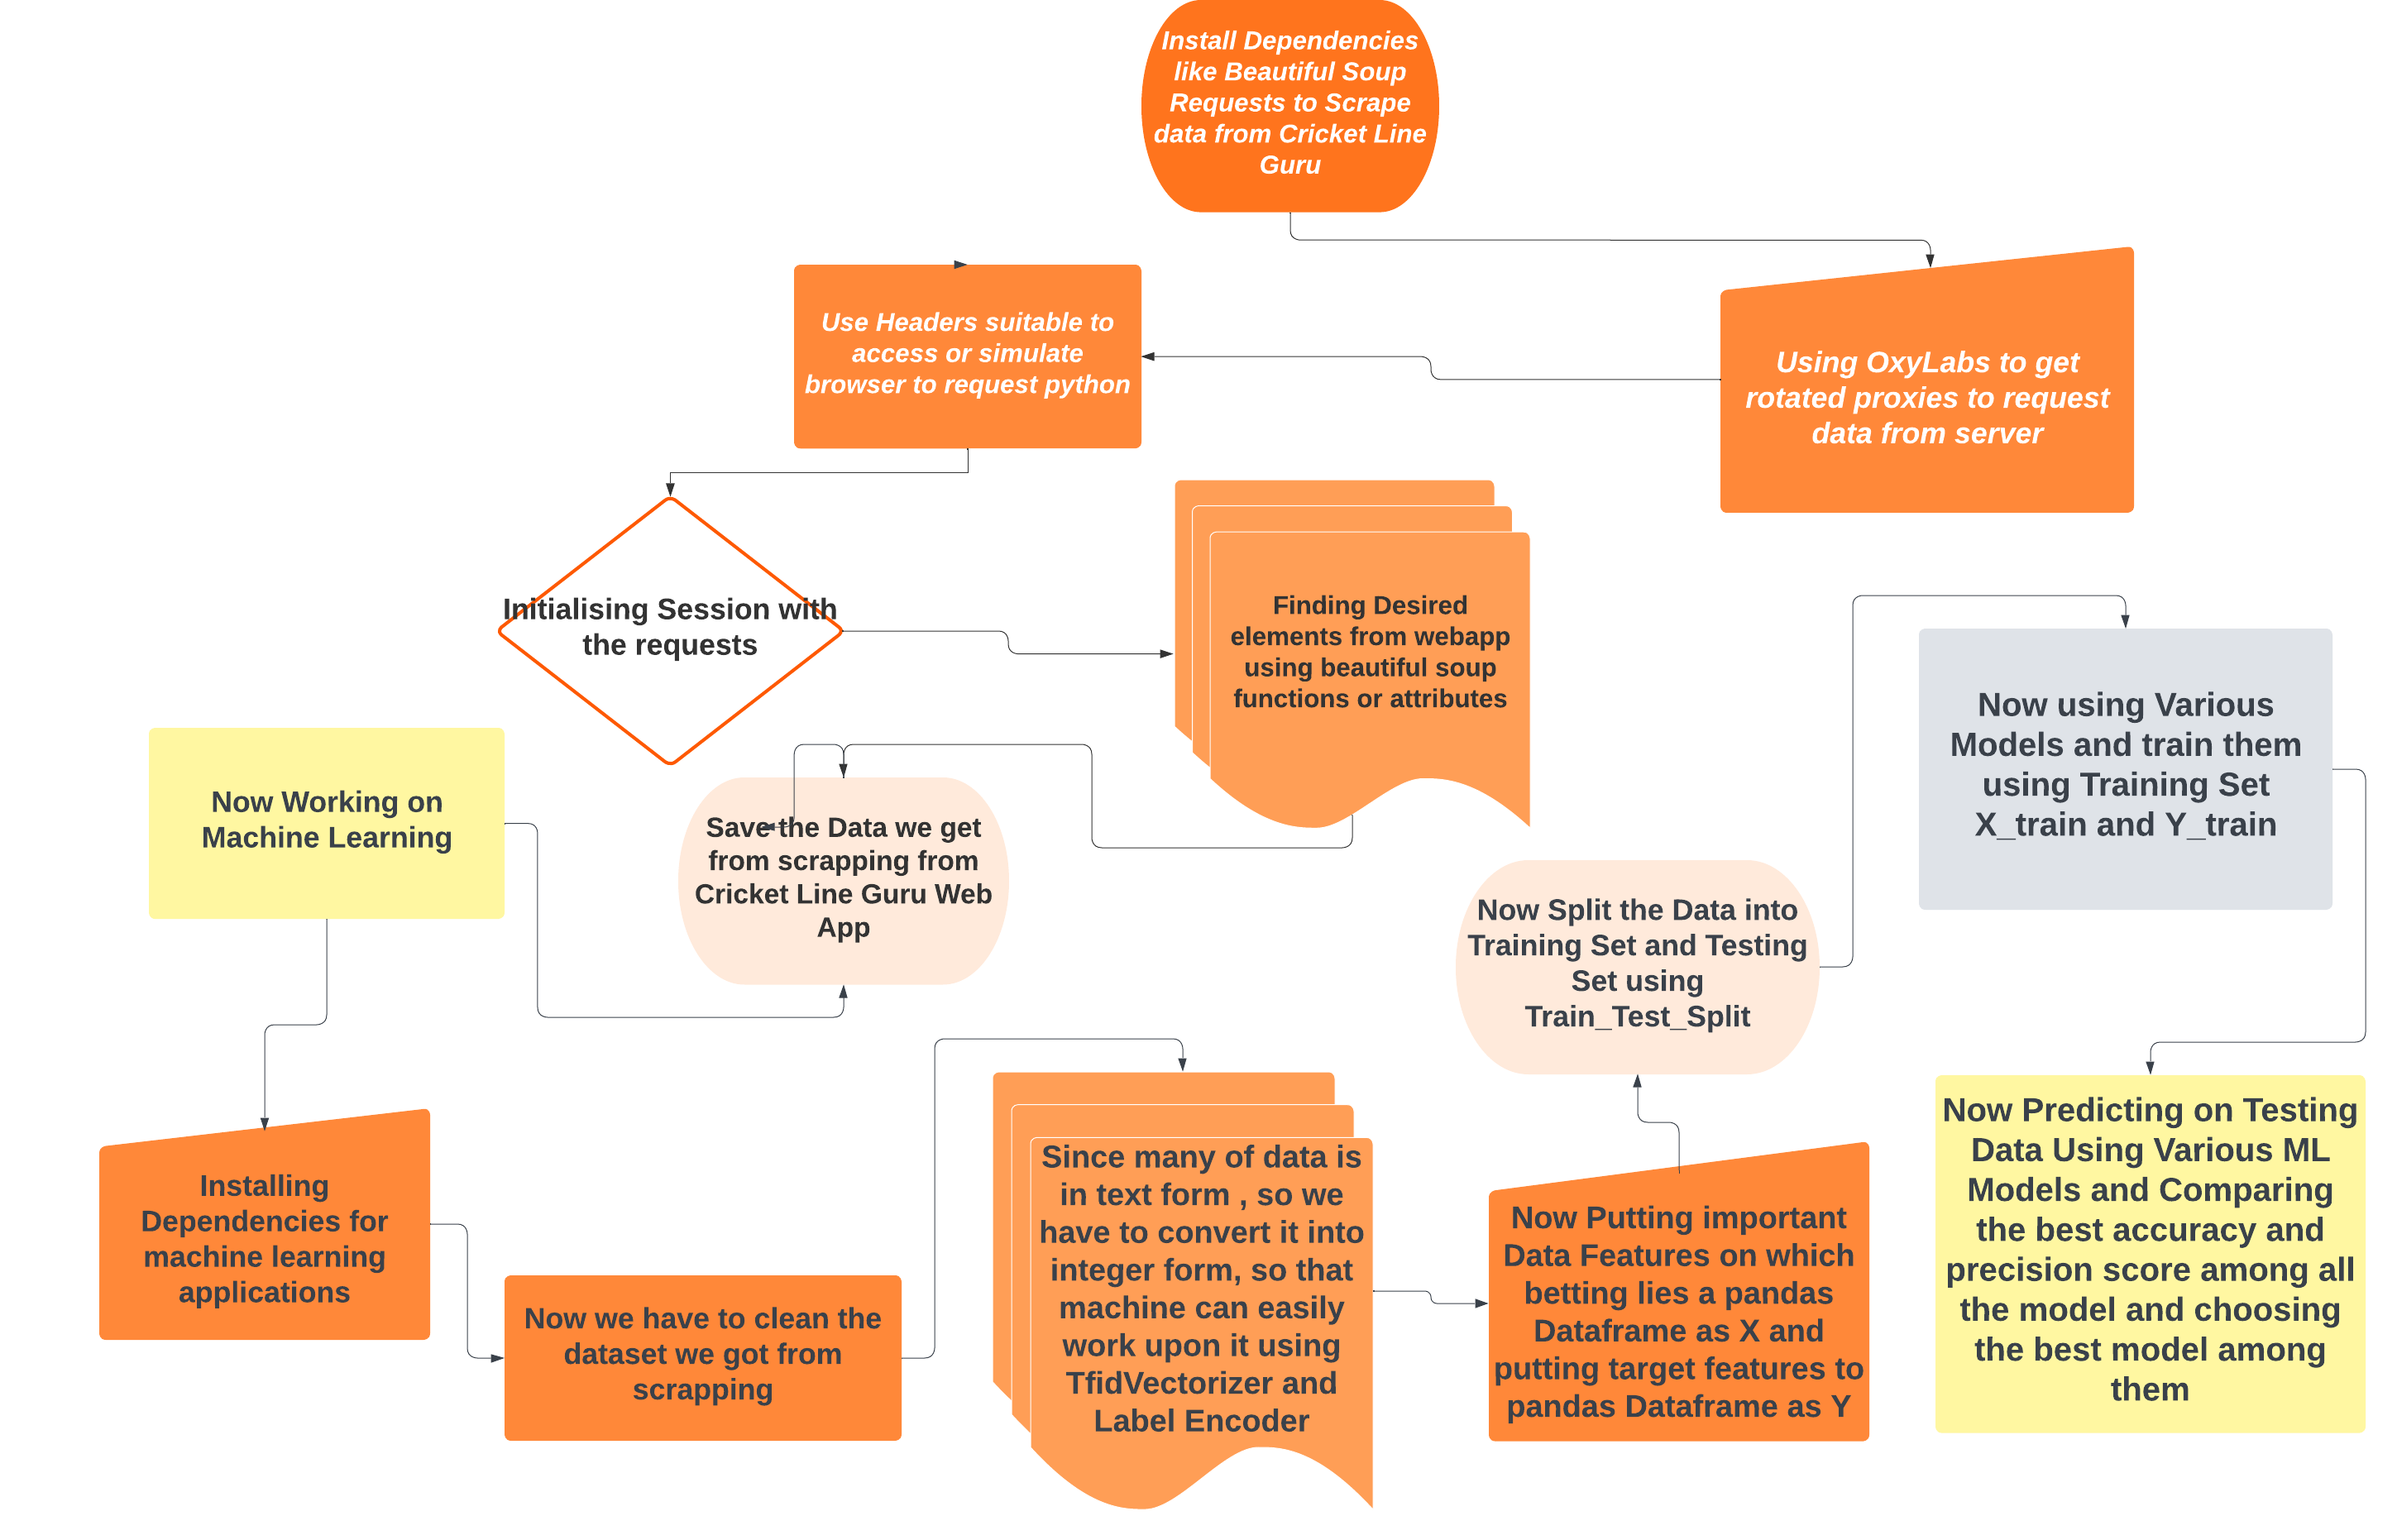 Install Dependencies
like Beautiful Soup
Requests to Scrape
data from Cricket Line
Guru
Use Headers suitable to
access or simulate
browser to request python
Using OxyLabs to get
rotated proxies to request
data from server
Initialising Session with
the requests
Finding Desired
elements from webapp
using beautiful soup
functions or attributes
Now using Various
Models and train them
using Training Set
X_train and Y_train
Now Working on
Machine Learning
Save the Data we get
from scrapping from
Cricket Line Guru Web
App
Now Split the Data into
Training Set and Testing
Set using
Train_Test_Split
Installing
Dependencies for
machine learning
applications
Now we have to clean the
dataset we got from
scrapping
Since many of data is
in text form , so we
have to convert it into
integer form, so that
machine can easily
work upon it using
TfidVectorizer and
Label Encoder
Now Putting important
Data Features on which
betting lies a pandas
Dataframe as X and
putting target features to
pandas Dataframe as Y
Now Predicting on Testing
Data Using Various ML
Models and Comparing
the best accuracy and
precision score among all
the model and choosing
the best model among
them